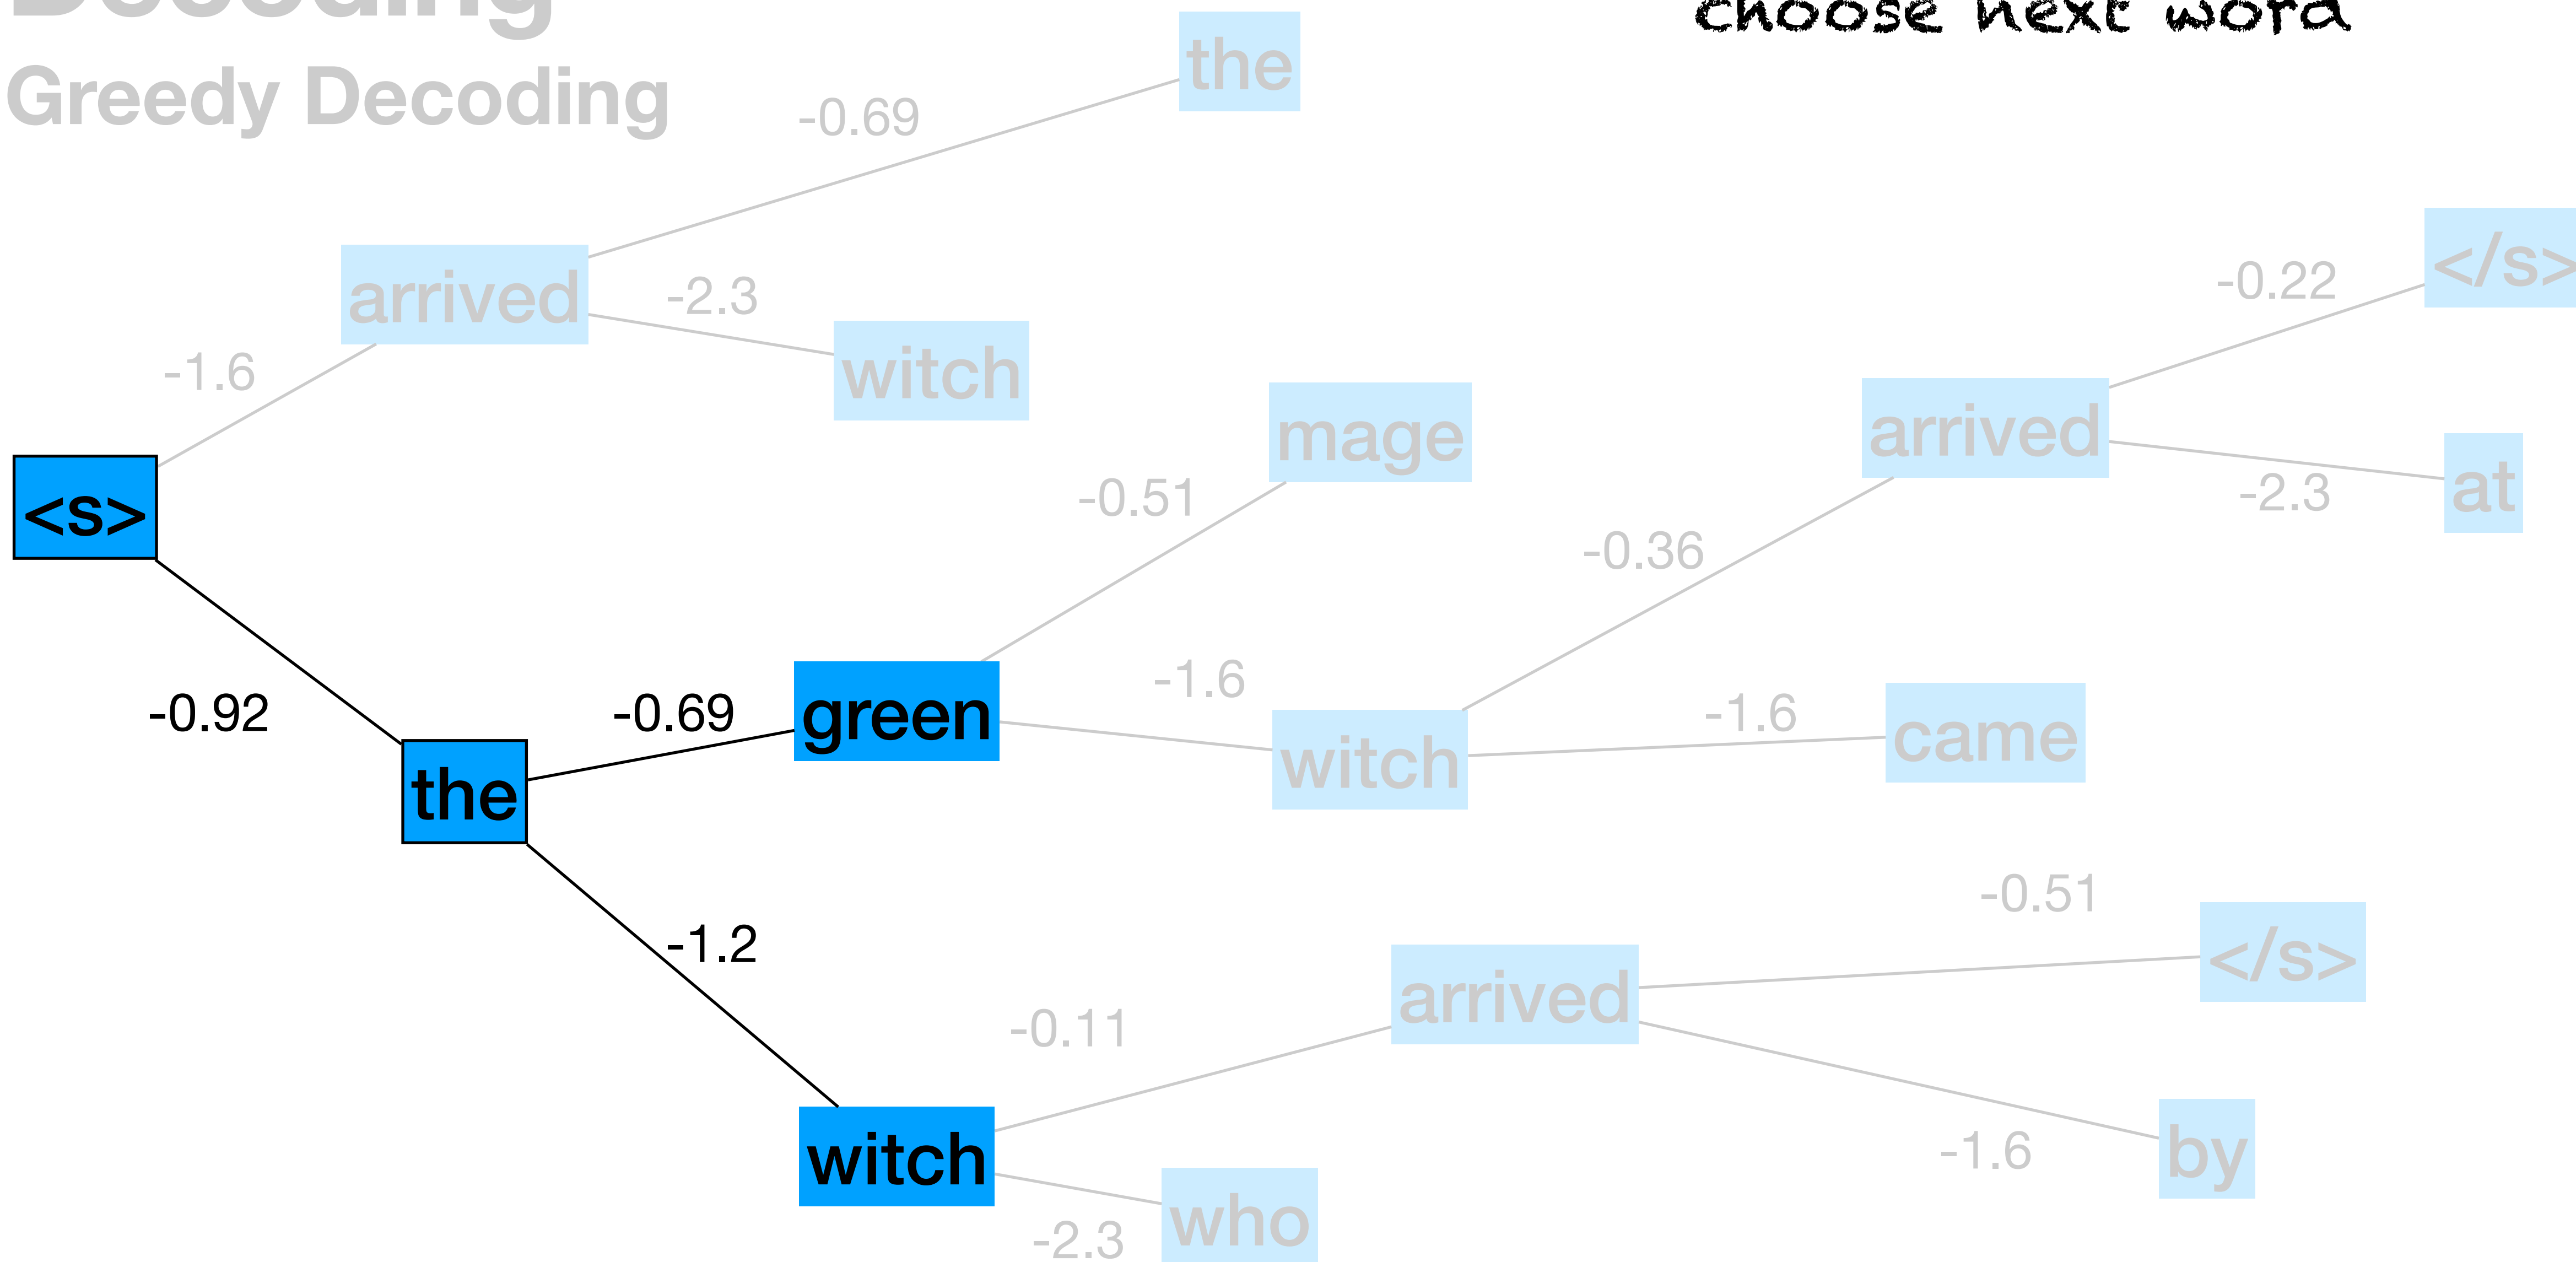 Decoding
choose next word
Greedy Decoding
the
-0.69
arrived
-2.3
witch
-1.6
</s>
-0.22
arrived
mage
-0.51
at
-2.3
<s>
-0.36
-0.92
-0.69
green
-1.6
witch
-1.6
came
the
-1.2
-0.51
arrived
</s>
-0.11
witch
by
-1.6
who
-2.3